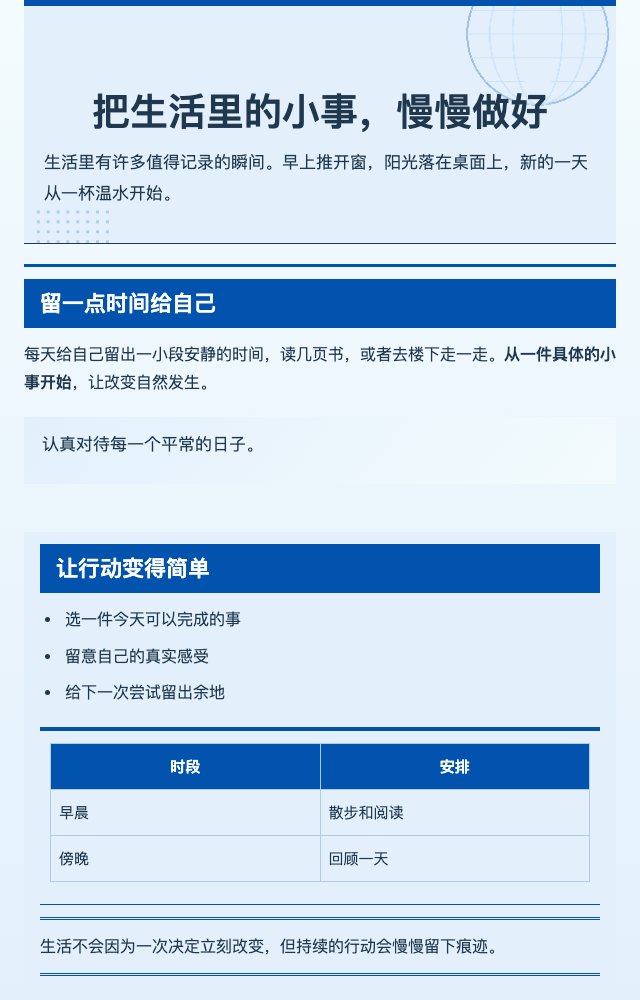 把生活里的小事，慢慢做好
生活里有许多值得记录的瞬间。早上推开窗，阳光落在桌面上，新的一天
从一杯温水开始。
留一点时间给自己
每天给自己留出一小段安静的时间，读几页书，或者去楼下走一走。从一件具体的小
事开始，让改变自然发生。
认真对待每一个平常的日子。
让行动变得简单
• 选一件今天可以完成的事
• 留意自己的真实感受
• 给下一次尝试留出余地
时段 安排
早晨 散步和阅读
傍晚 回顾一天
生活不会因为一次决定立刻改变，但持续的行动会慢慢留下痕迹。